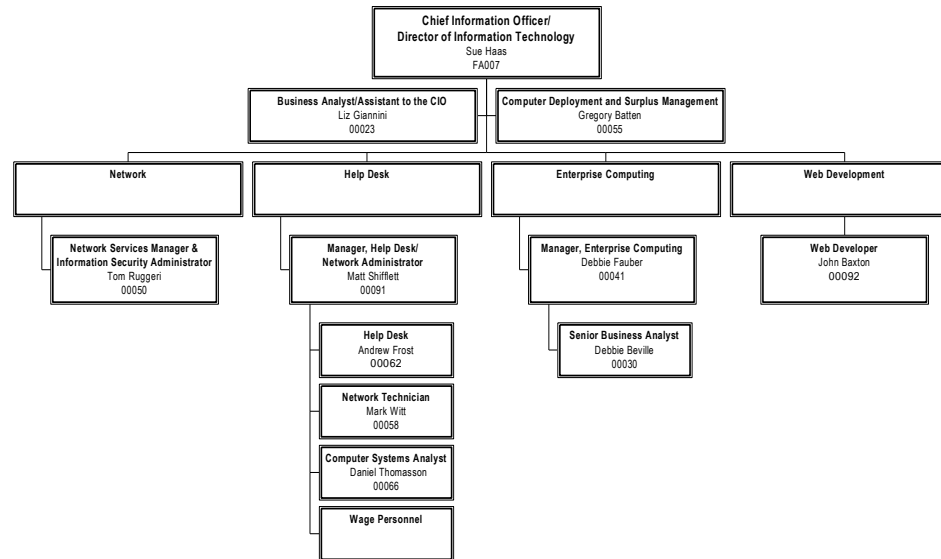 Chief Information Officer/
Director of Information Technology
Sue Haas
FA007
Business Analyst/Assistant to the CIO
Liz Giannini
00023
Computer Deployment and Surplus Management
Gregory Batten
00055
Network
Help Desk
Enterprise Computing
Web Development
Network Services Manager &
Information Security Administrator
Tom Ruggeri
00050
Manager, Help Desk/
Network Administrator
Matt Shifflett
00091
Manager, Enterprise Computing
Debbie Fauber
00041
Web Developer
John Baxton
00092
Help Desk
Andrew Frost
00062
Senior Business Analyst
Debbie Beville
00030
Network Technician
Mark Witt
00058
Computer Systems Analyst
Daniel Thomasson
00066
Wage Personnel